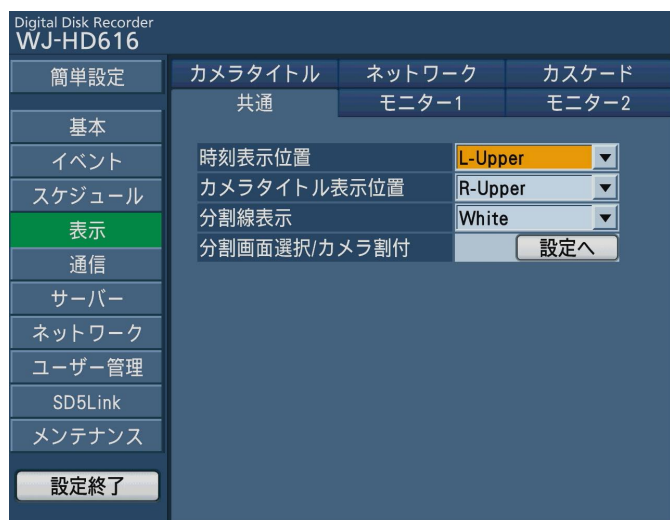 Digital Disk Recorder
WJ-HD616
簡単設定
基本
イベント
スケジュール
表示
通信
サーバー
ネットワーク
ユーザー管理
SD5Link
メンテナンス
設定終了
カメラタイトル ネットワーク カスケード
共通 モニター1 モニター2
時刻表示位置 L-Upper
カメラタイトル表示位置 R-Upper
分割線表示 White
分割画面選択/カメラ割付 設定へ